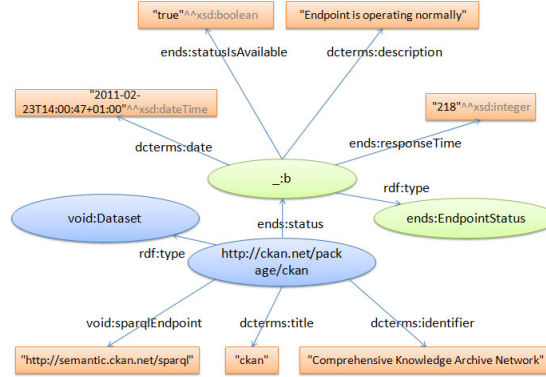 "true"^^xsd:boolean
"Endpoint is operating normally"
ends:statusIsAvailable
dcterms:description
"2011-02-
23T14:00:47+01:00"^^xsd:dateTime
"218"^^xsd:integer
dcterms:date
ends:responseTime
_:b
rdf:type
void:Dataset
ends:status
ends:EndpointStatus
rdf:type
http://ckan.net/pack
age/ckan
void:sparqlEndpoint
dcterms:title
dcterms:identifier
"http://semantic.ckan.net/sparql"
"ckan"
"Comprehensive Knowledge Archive Network"